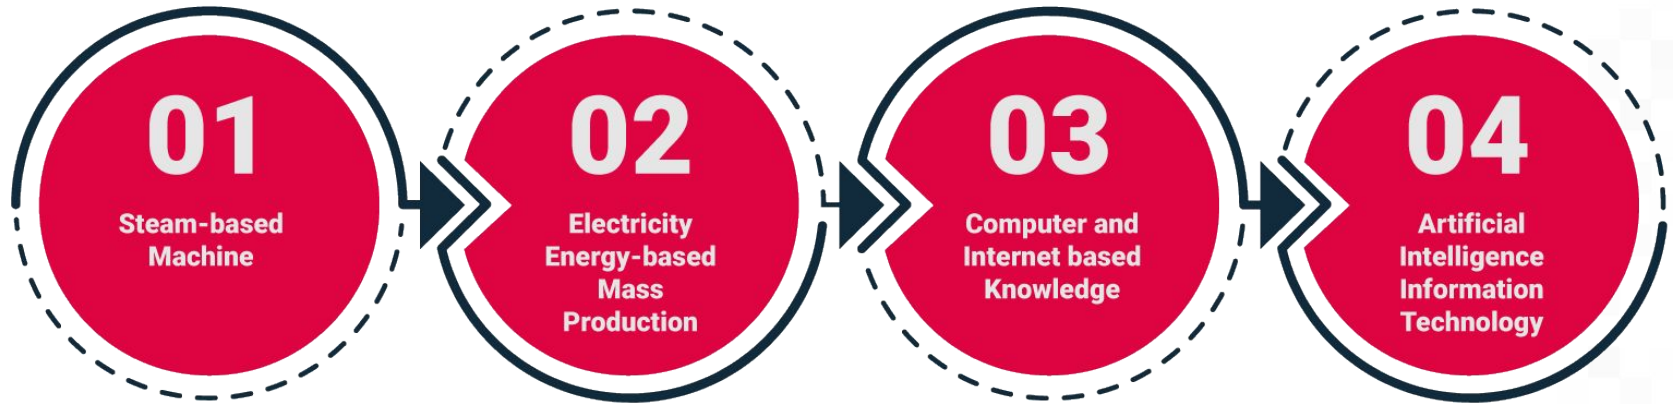 01
Steam-based
Machine
02
Electricity
Energy-based
Mass
Production
03
Computer and
Internet based
Knowledge
04
Artificial
Intelligence
Information
Technology